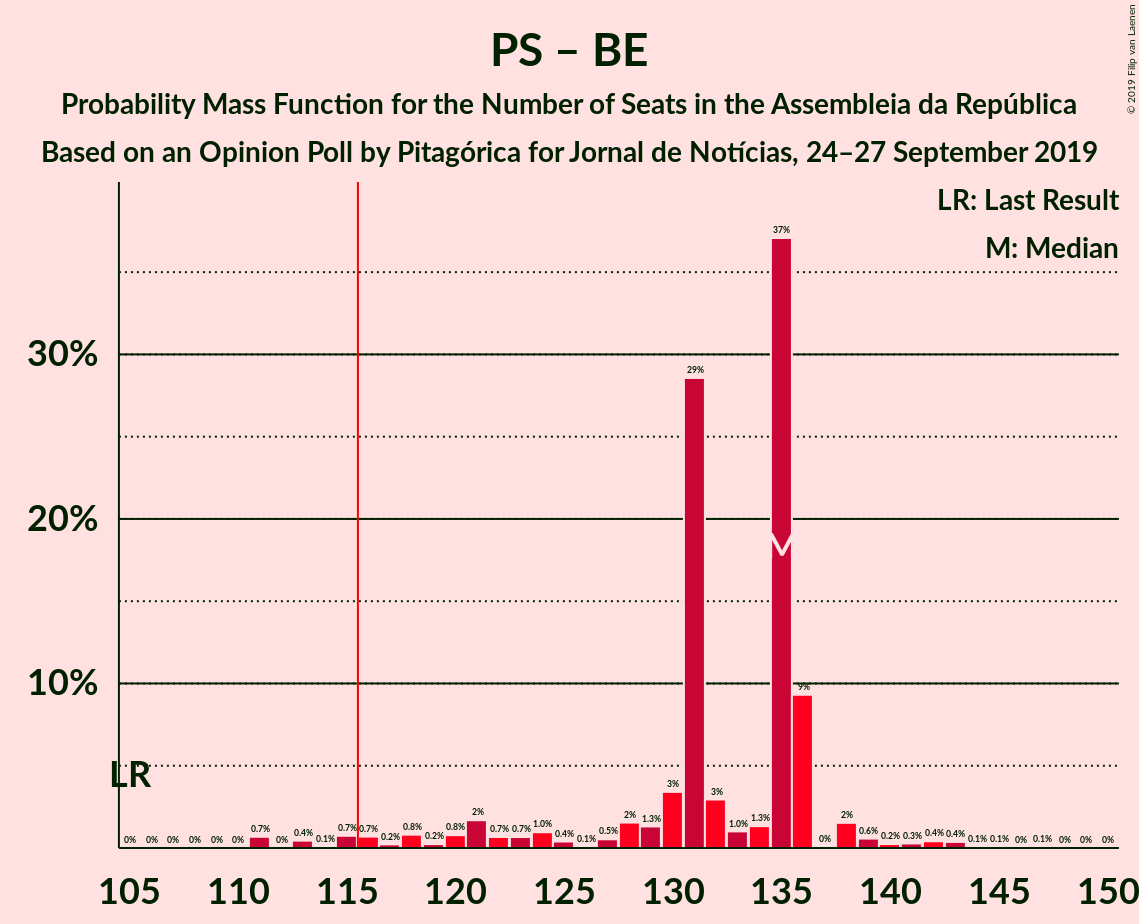 PS – BE
Probability Mass Function for the Number of Seats in the Assembleia da República
Based on an Opinion Poll by Pitagórica for Jornal de Notícias, 24–27 September 2019
© 2019 Filip van Laenen
LR: Last Result
M: Median
30%
20%
10%
LR
0% 0% 0% 0% 0% 0% 0.7% 0% 0.4% 0.1% 0.7% 0.7% 0.2% 0.8% 0.2% 0.8% 2% 0.7% 0.7% 1.0% 0.4% 0.1% 0.5% 2% 1.3% 3% 29% 3% 1.0% 1.3% 37% 9% 0% 2% 0.6% 0.2% 0.3% 0.4% 0.4% 0.1% 0.1% 0% 0.1% 0% 0% 0%
105 110 115 120 125 130 135 140 145 150